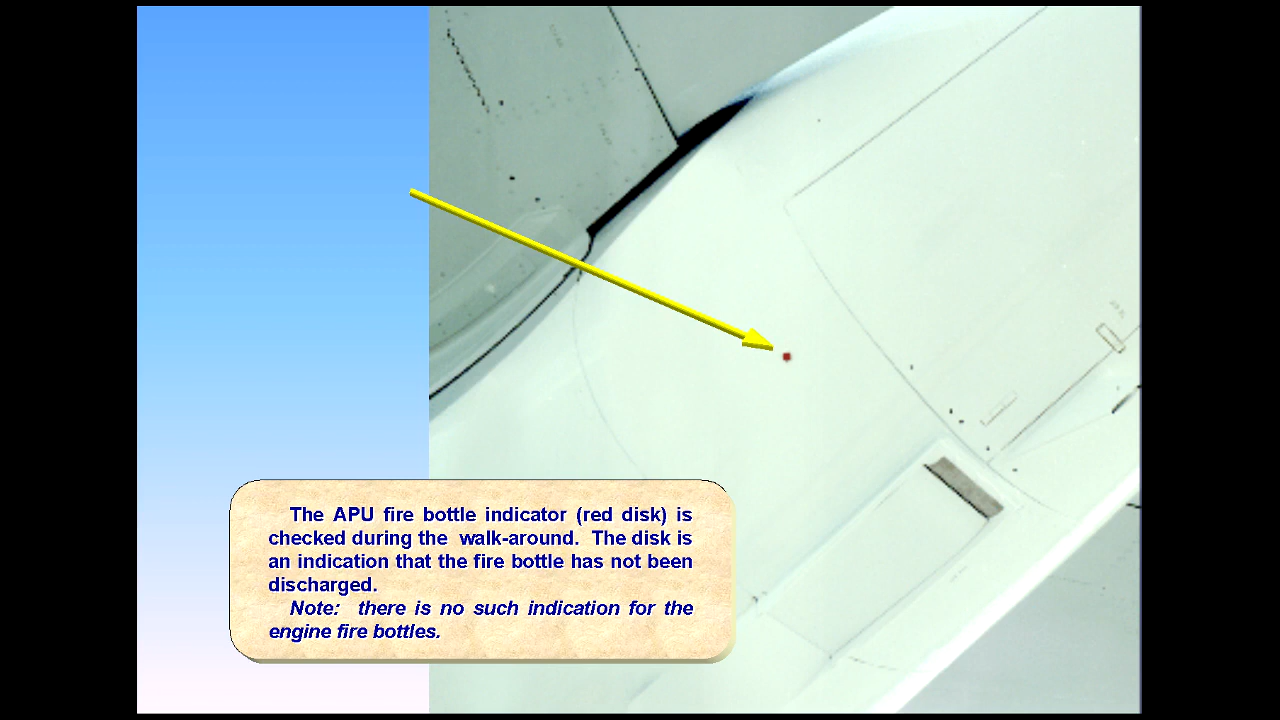 The APU fire bottle indicator (red disk) is
checked during the walk-around. The disk is
an indication that the fire bottle has not been
discharged.
Note: there is no such indication for the
engine fire bottles.